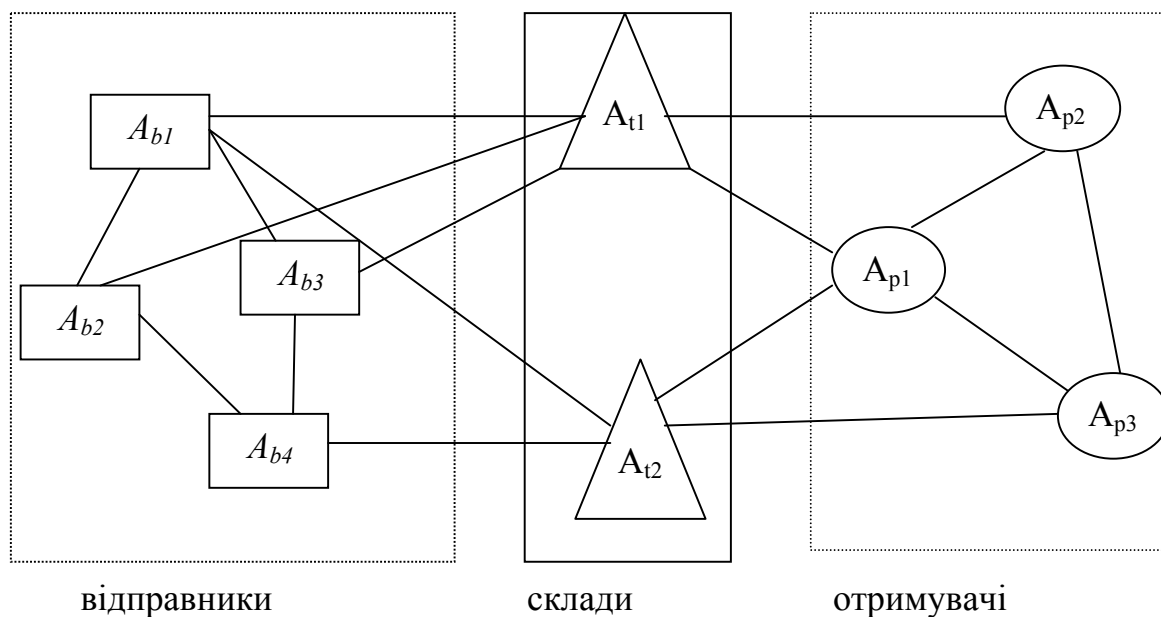 A_b1
A_t1
A_p2
A_b3
A_p1
A_b2
A_p3
A_b4
A_t2
відправники
склади
отримувачі